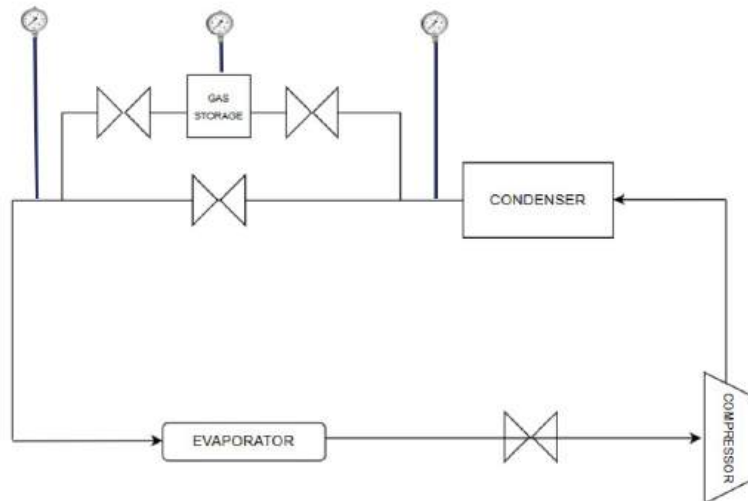 GAS
STORAGE
CONDENSER
EVAPORATOR
COMPRESSOR